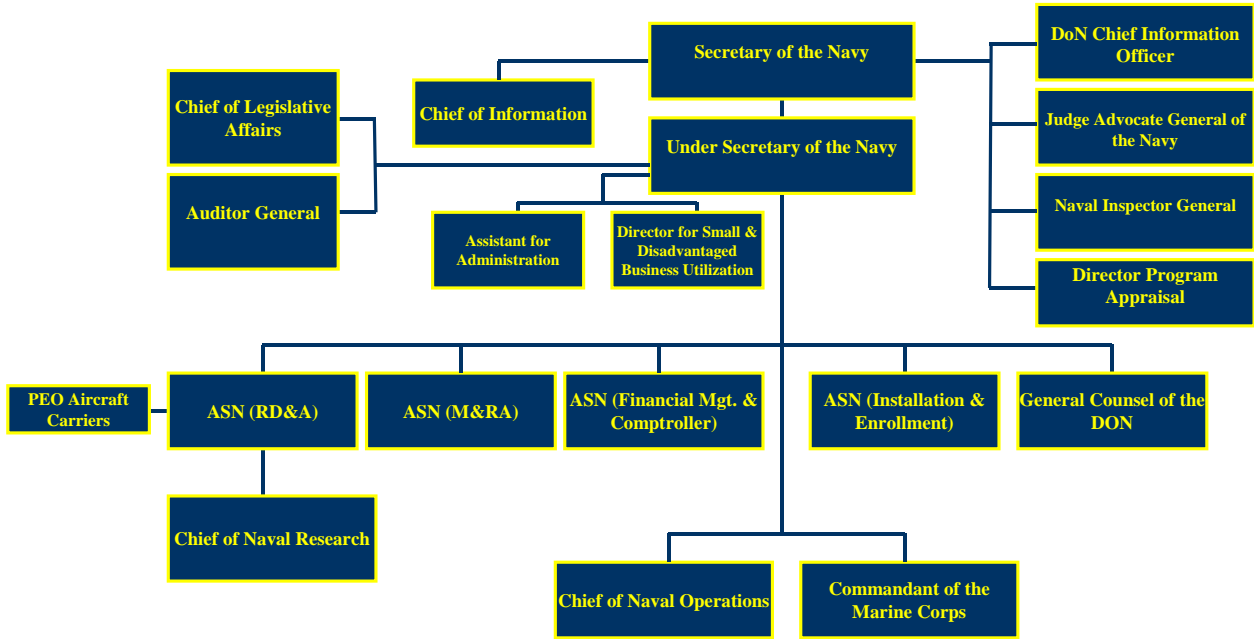 Secretary of the Navy
DoN Chief Information
Officer
Chief of Legislative
Affairs
Chief of Information
Judge Advocate General of
the Navy
Under Secretary of the Navy
Auditor General
Naval Inspector General
Assistant for
Administration
Director for Small &
Disadvantaged
Business Utilization
Director Program
Appraisal
PEO Aircraft
Carriers
ASN (RD&A)
ASN (M&RA)
ASN (Financial Mgt. &
Comptroller)
ASN (Installation &
Enrollment)
General Counsel of the
DON
Chief of Naval Research
Chief of Naval Operations
Commandant of the
Marine Corps